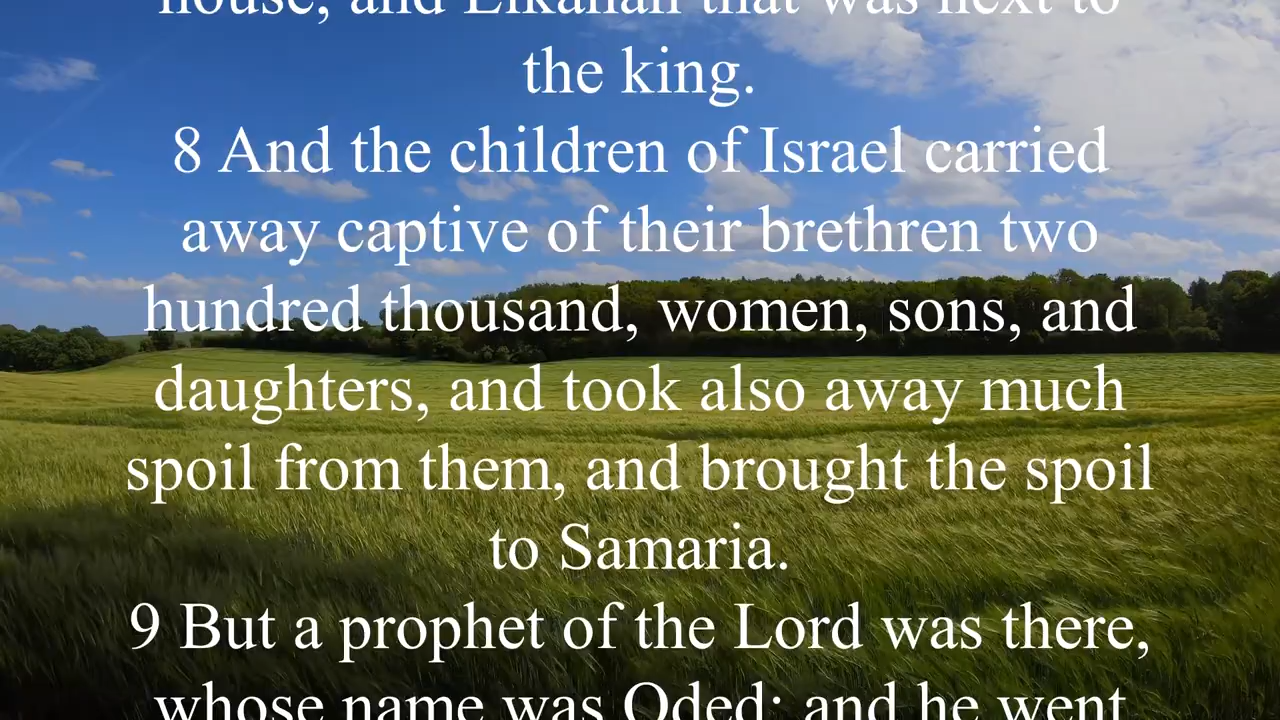 house, and Elkanah that was next to
the king.
8 And the children of Israel carried
away captive of their brethren two
hundred thousand, women, sons, and
daughters, and took also away much
spoil from them, and brought the spoil
to Samaria.
9 But a prophet of the Lord was there,
whose name was Oded: and he went